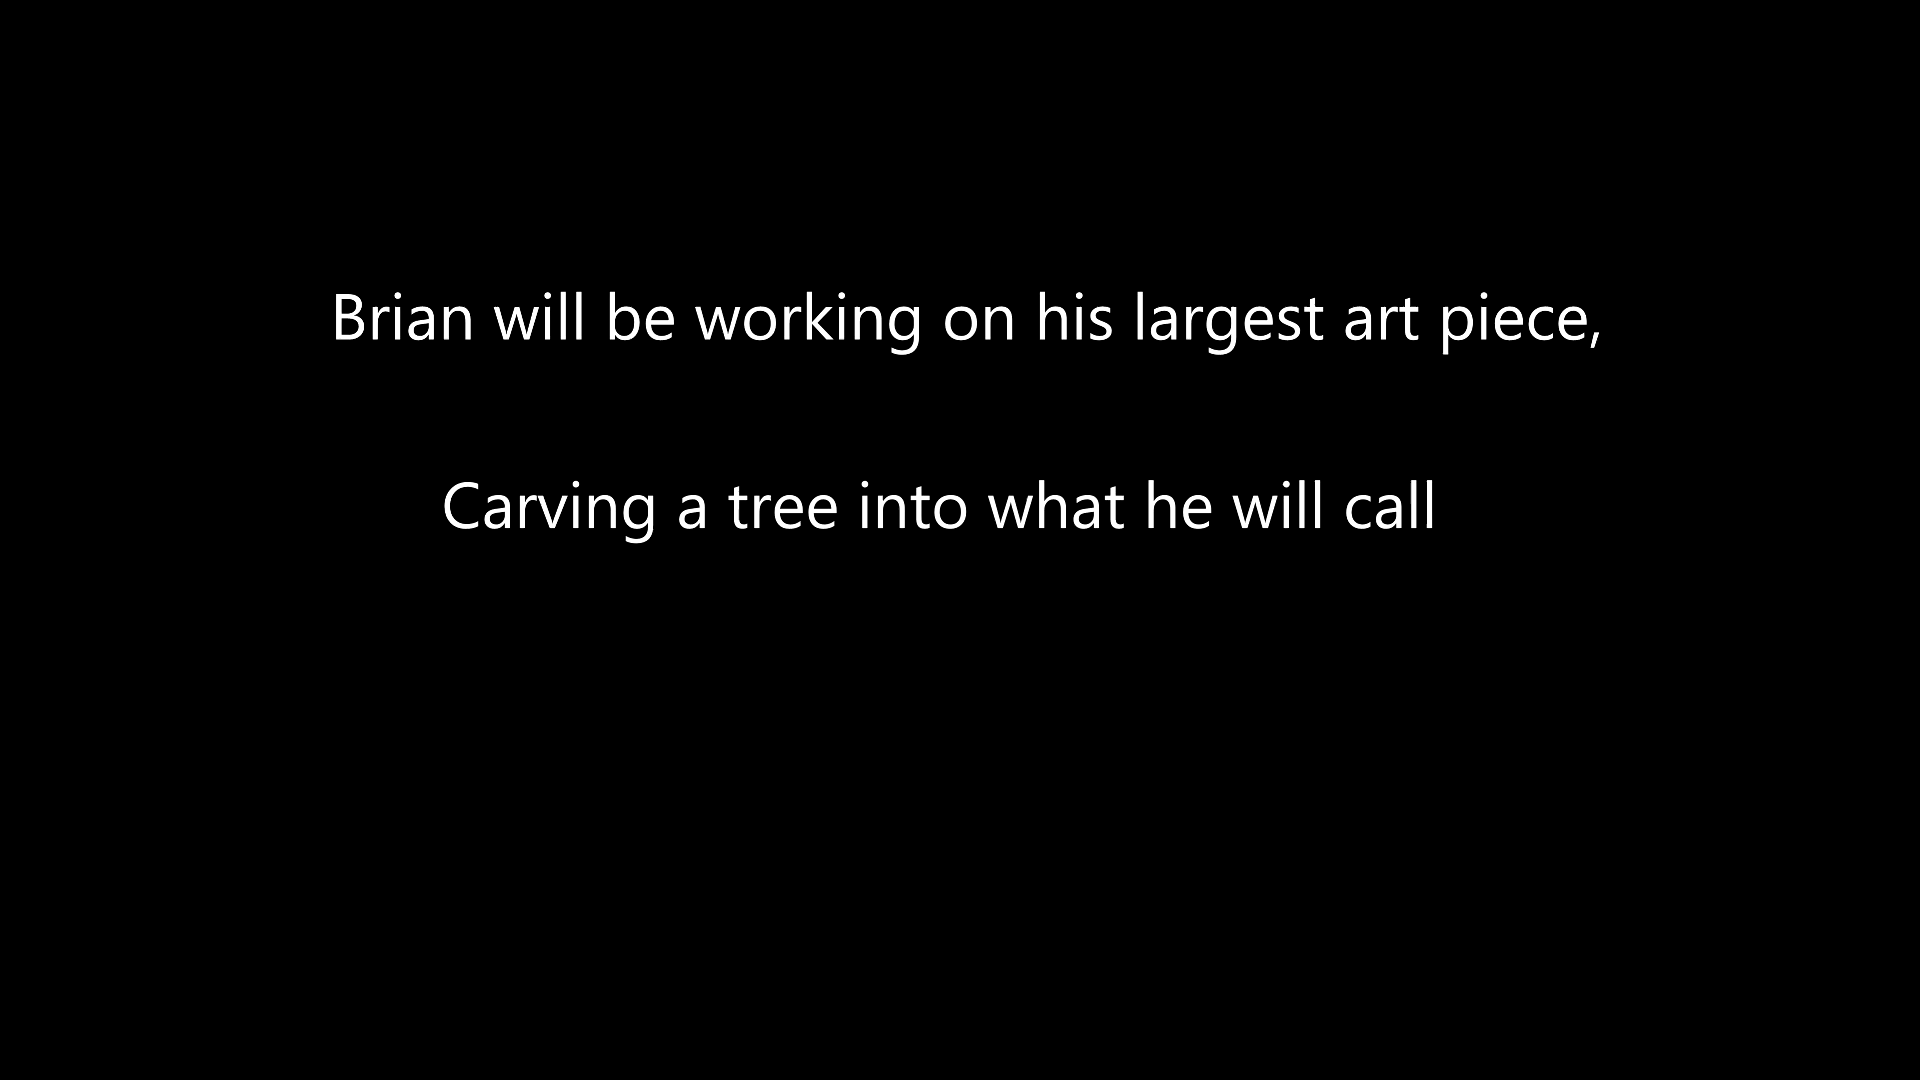 Brian will be working on his largest art piece,
Carving a tree into what he will call